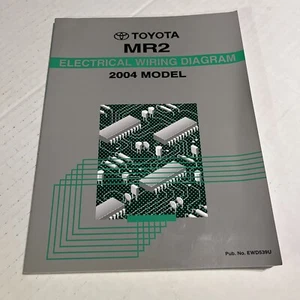 TOYOTA
MR2
ELECTRICAL WIRING DIAGRAM
2004 MODEL
Pub. No. EWD539U